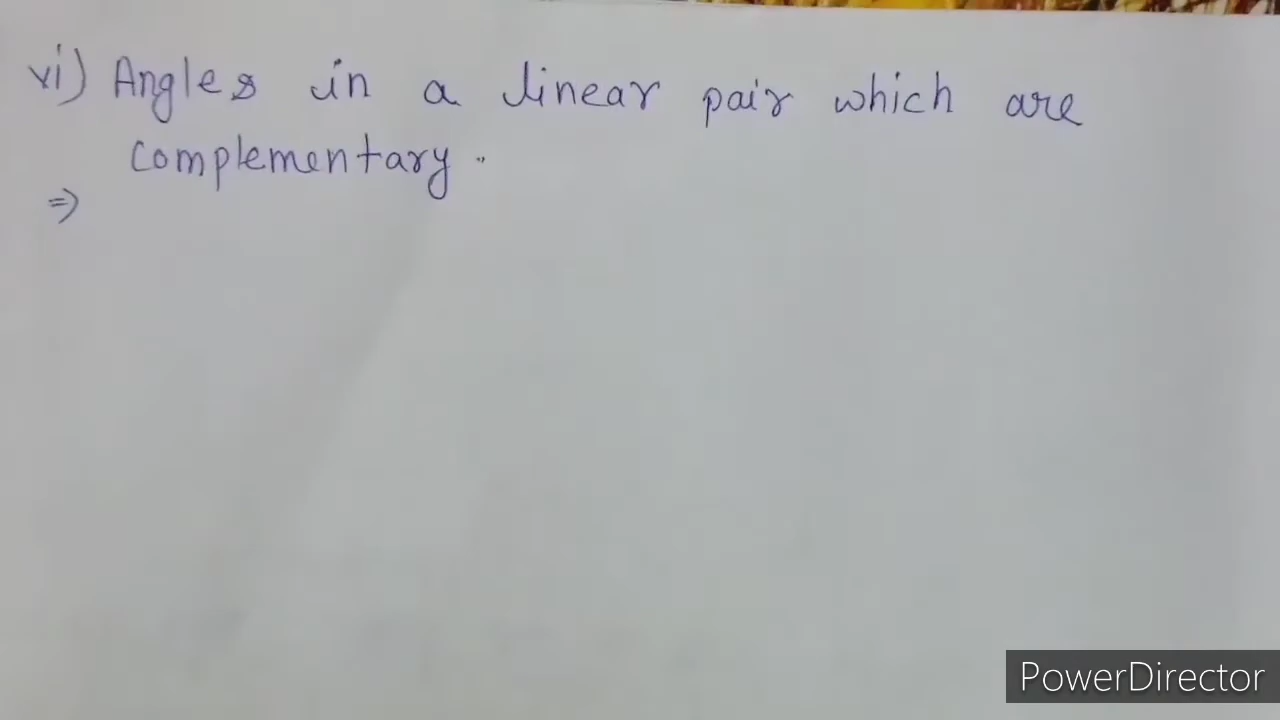 vi) Angles in a linear pair which are
complementary.
⇒
PowerDirector